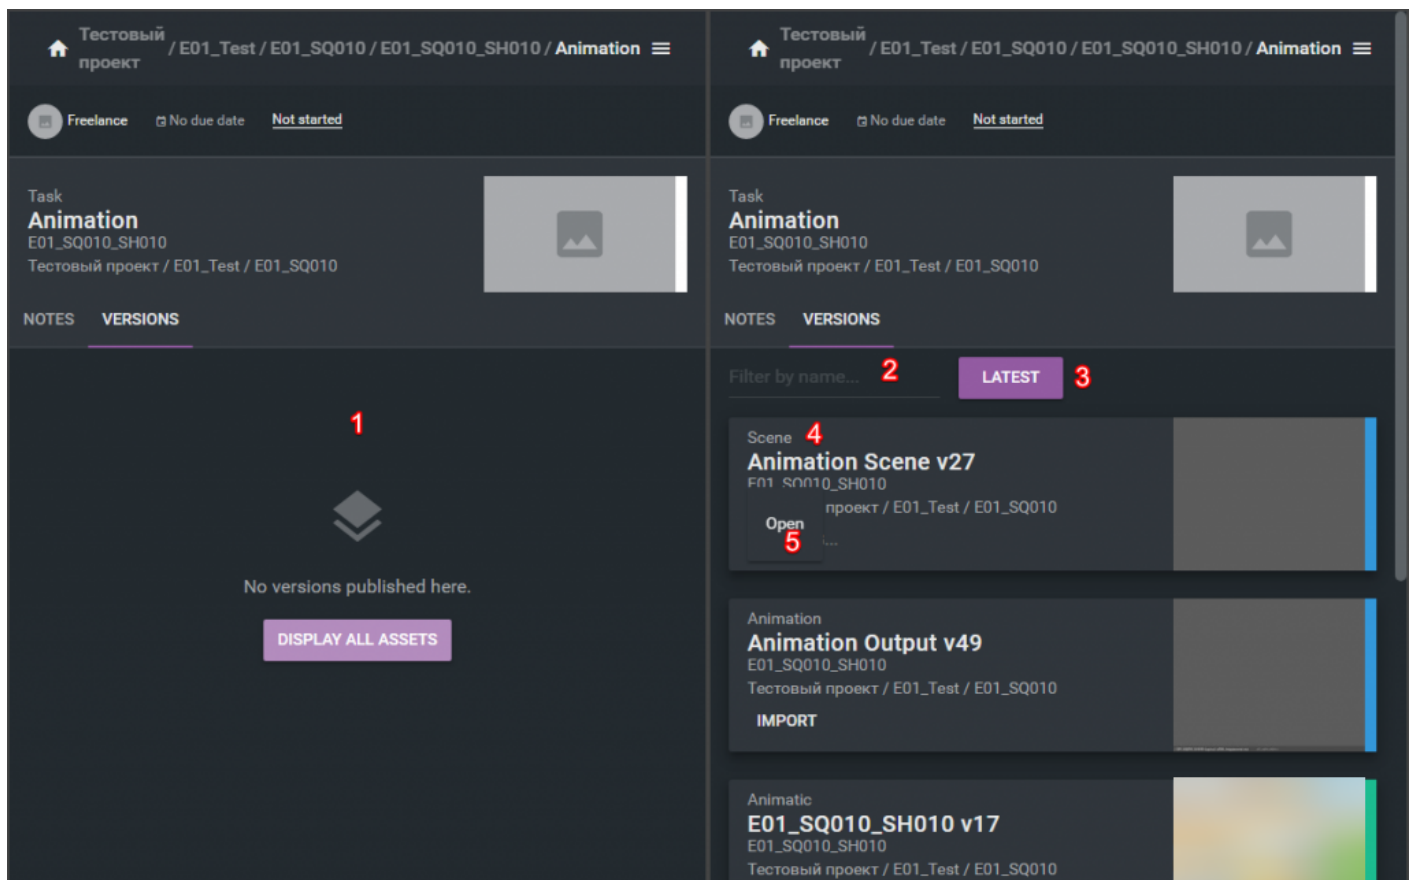 Тестовый проект / E01_Test / E01_SQ010 / E01_SQ010_SH010 / Animation
Freelance No due date Not started
Task
Animation
E01_SQ010_SH010
Тестовый проект / E01_Test / E01_SQ010
NOTES VERSIONS
1
No versions published here.
DISPLAY ALL ASSETS
Тестовый проект / E01_Test / E01_SQ010 / E01_SQ010_SH010 / Animation
Freelance No due date Not started
Task
Animation
E01_SQ010_SH010
Тестовый проект / E01_Test / E01_SQ010
NOTES VERSIONS
Filter by name... 2 LATEST 3
Scene 4
Animation Scene v27
E01_SQ010_SH010
проект / E01_Test / E01_SQ010
Open
5 ...
Animation
Animation Output v49
E01_SQ010_SH010
Тестовый проект / E01_Test / E01_SQ010
IMPORT
Animatic
E01_SQ010_SH010 v17
E01_SQ010_SH010
Тестовый проект / E01_Test / E01_SQ010